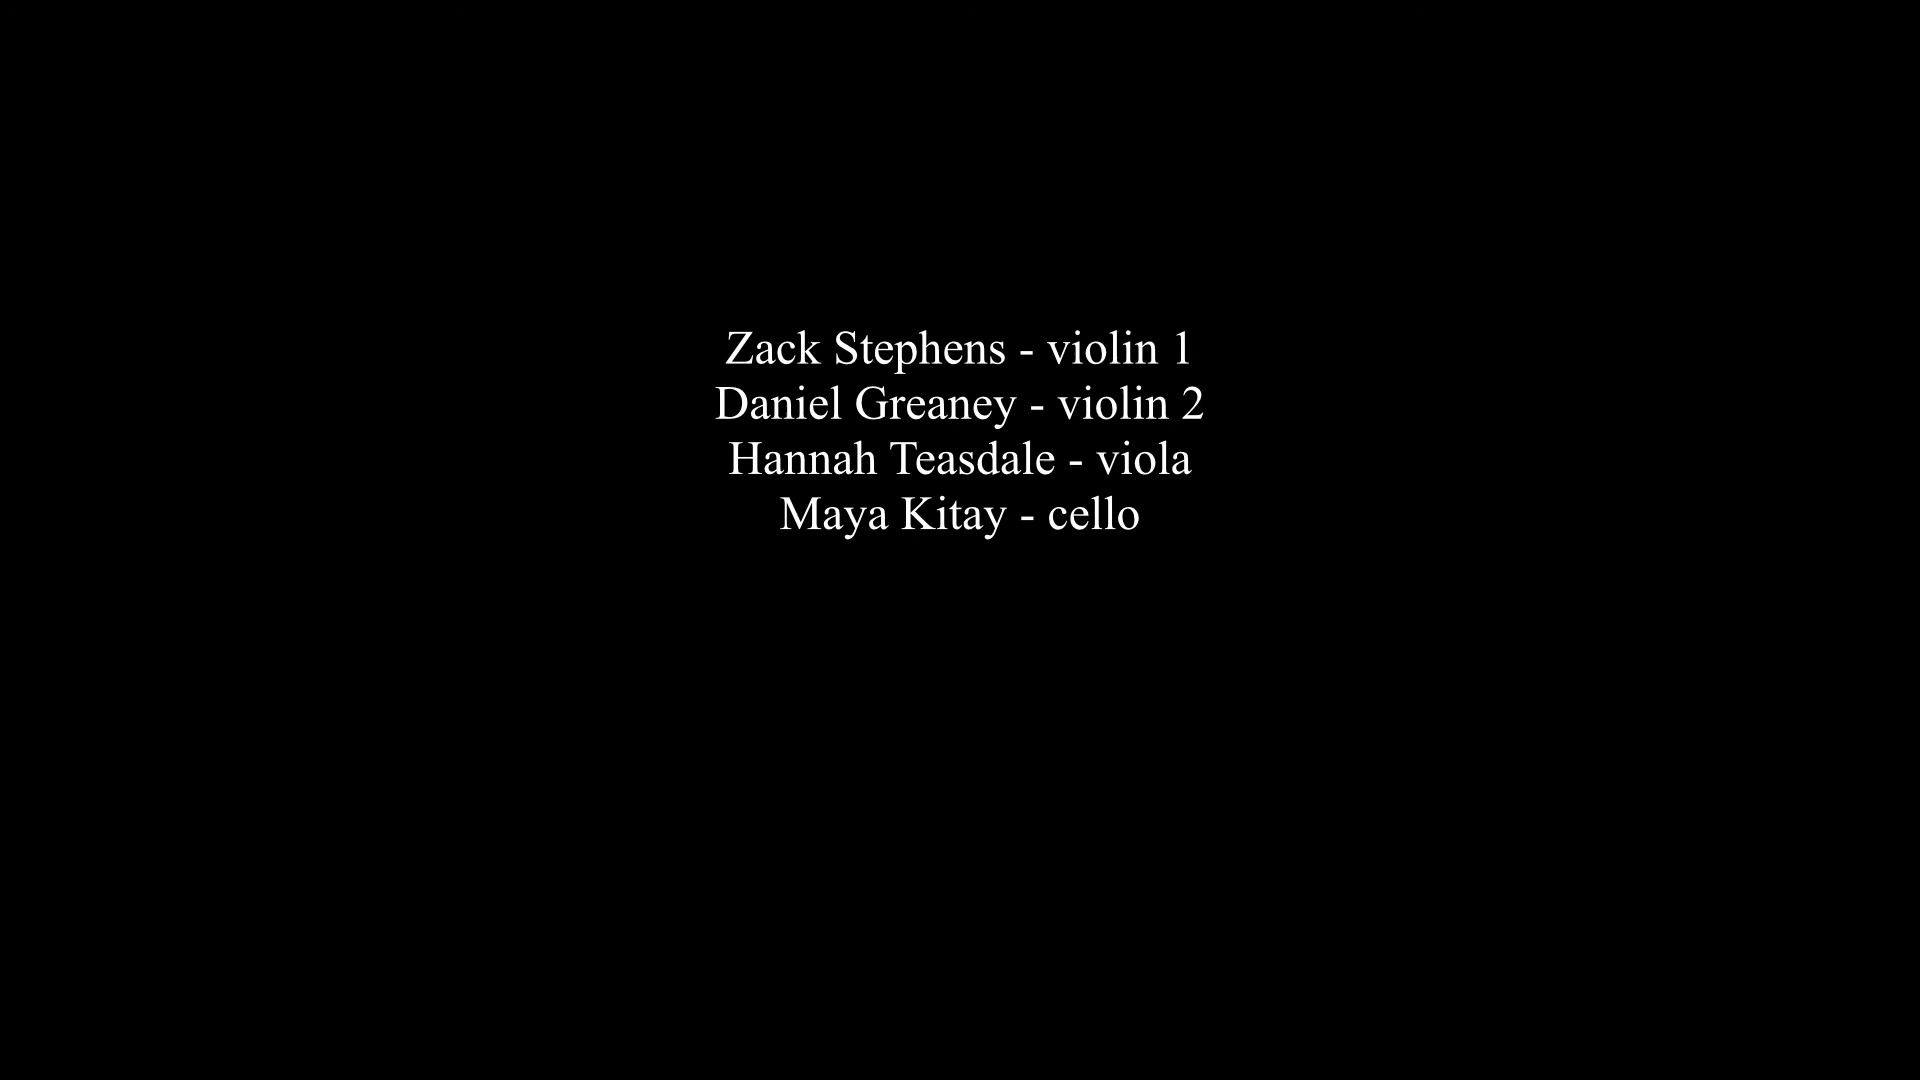 Zack Stephens - violin 1
Daniel Greaney - violin 2
Hannah Teasdale - viola
Maya Kitay - cello